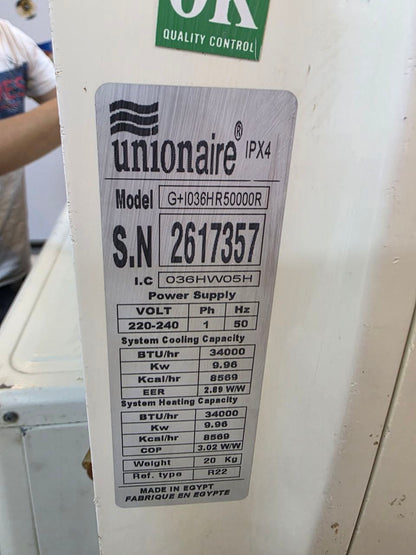 OK
QUALITY CONTROL
unionaire® IPX4
Model G+I036HR50000R
S.N 2617357
I.C 036HW05H
Power Supply
VOLT Ph Hz
220-240 1 50
System Cooling Capacity
BTU/hr 34000
Kw 9.96
Kcal/hr 8569
EER 2.89 W/W
System Heating Capacity
BTU/hr 34000
Kw 9.96
Kcal/hr 8569
COP 3.02 W/W
Weight 20 Kg
Ref. type R22
MADE IN EGYPT
FABRIQUE EN EGYPTE